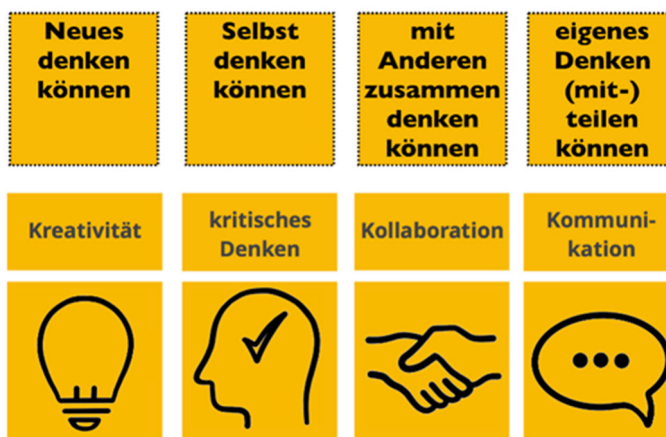 Neues
denken
können
Selbst
denken
können
mit
Anderen
zusammen
denken
können
eigenes
Denken
(mit-)
teilen
können
Kreativität
kritisches
Denken
Kollaboration
Kommuni-
kation